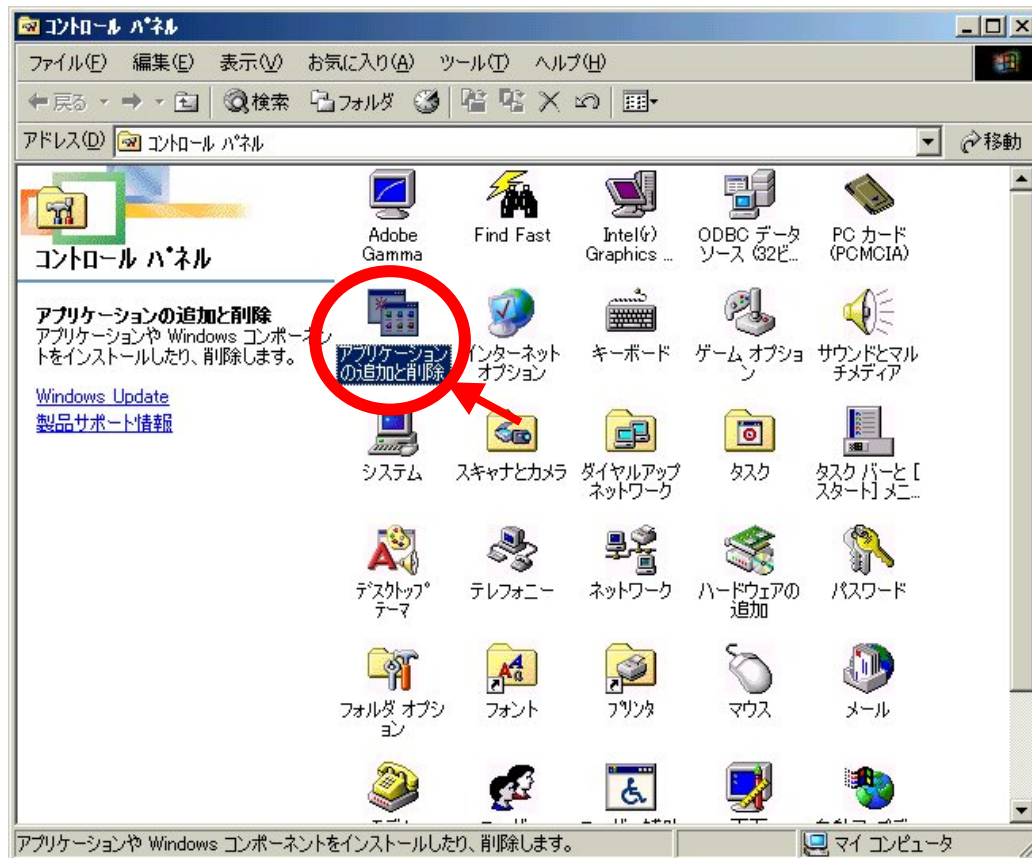 コントロール パネル
ファイル(F) 編集(E) 表示(V) お気に入り(A) ツール(T) ヘルプ(H)
戻る 検索 フォルダ
アドレス(D) コントロール パネル 移動
コントロール パネル
アプリケーションの追加と削除
アプリケーションや Windows コンポーネン
トをインストールしたり、削除します。
Windows Update
製品サポート情報
Adobe
Gamma
Find Fast
Intel(r)
Graphics ...
ODBC データ
ソース (32ビ...
PC カード
(PCMCIA)
アプリケーション
の追加と削除
インターネット
オプション
キーボード
ゲーム オプショ
ン
サウンドとマル
チメディア
システム
スキャナとカメラ
ダイヤルアップ
ネットワーク
タスク
タスク バーと [
スタート] メニ...
デスクトップ
テーマ
テレフォニー
ネットワーク
ハードウェアの
追加
パスワード
フォルダ オプシ
ョン
フォント
プリンタ
マウス
メール
アプリケーションや Windows コンポーネントをインストールしたり、削除します。 マイ コンピュータ